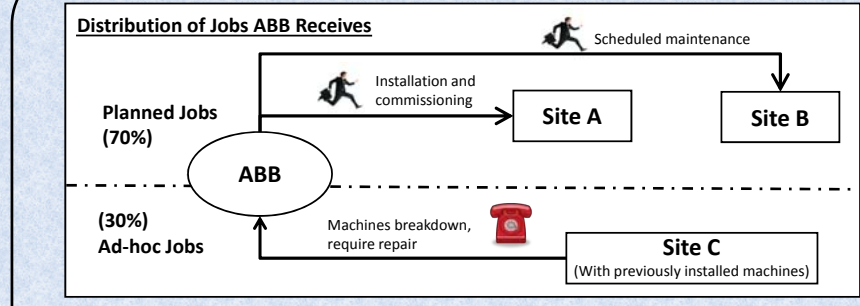 Distribution of Jobs ABB Receives
Scheduled maintenance
Installation and
commissioning
Planned Jobs
(70%)
Site A
Site B
ABB
(30%)
Ad-hoc Jobs
Machines breakdown,
require repair
Site C
(With previously installed machines)